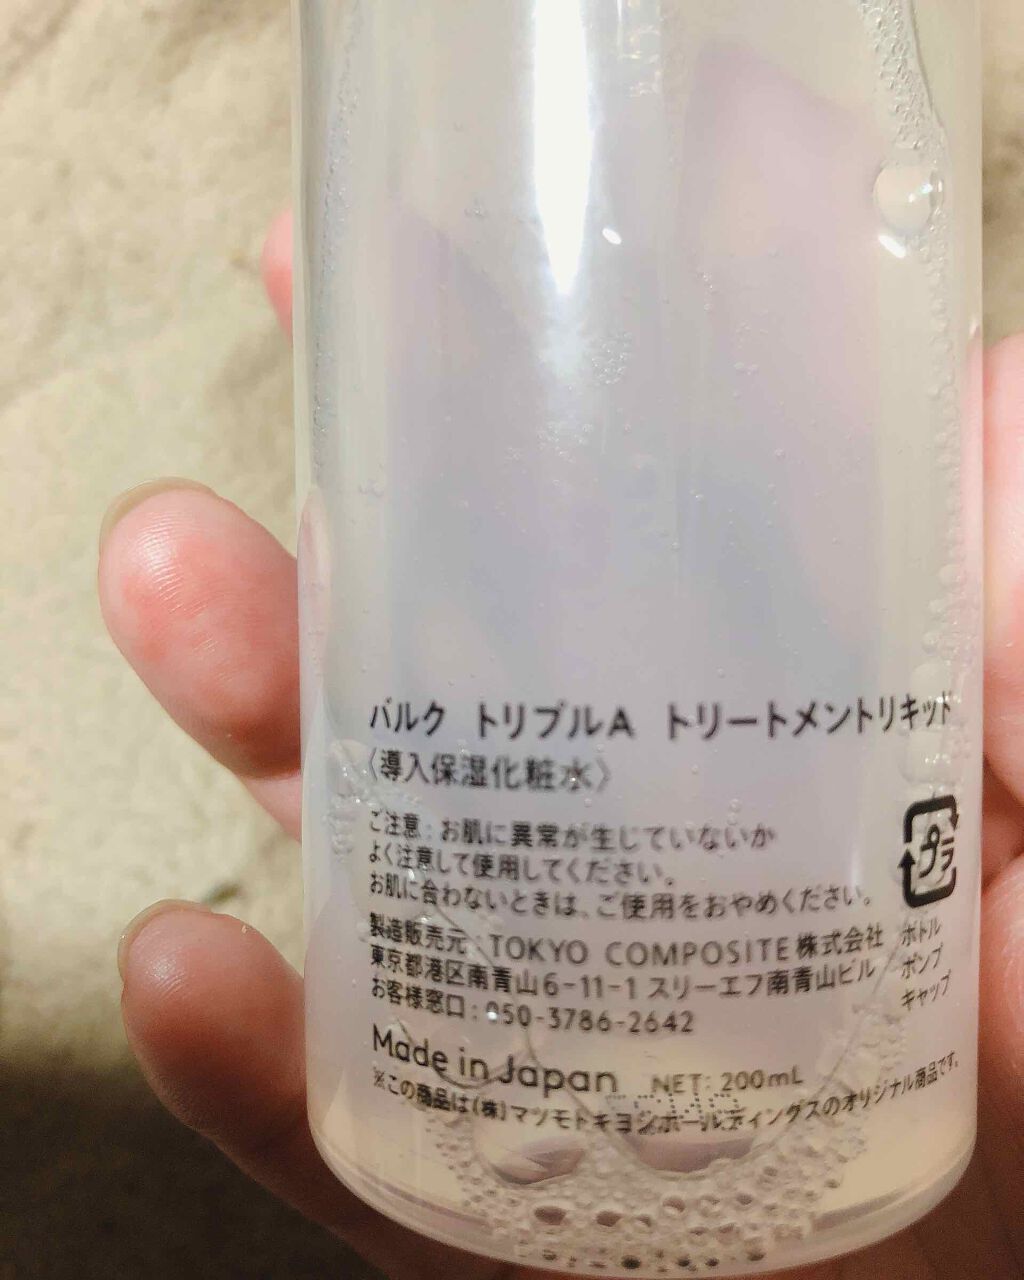 バルク トリプルA トリートメントリキッド
〈導入保湿化粧水〉
ご注意：お肌に異常が生じていないか
よく注意して使用してください。
お肌に合わないときは、ご使用をおやめください。
製造販売元：TOKYO COMPOSITE株式会社
東京都港区南青山6-11-1 スリーエフ南青山ビル
お客様窓口：050-3786-2642
プラ
ボトル
ポンプ
キャップ
Made in Japan NET: 200mL
※この商品は(株)マツモトキヨシホールディングスのオリジナル商品です。